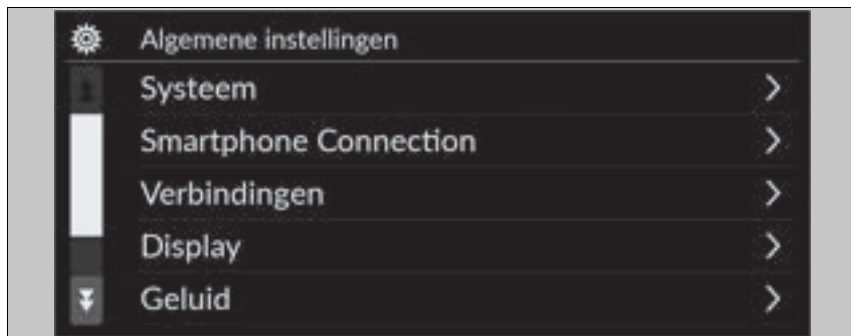 Algemene instellingen
Systeem
Smartphone Connection
Verbindingen
Display
Geluid